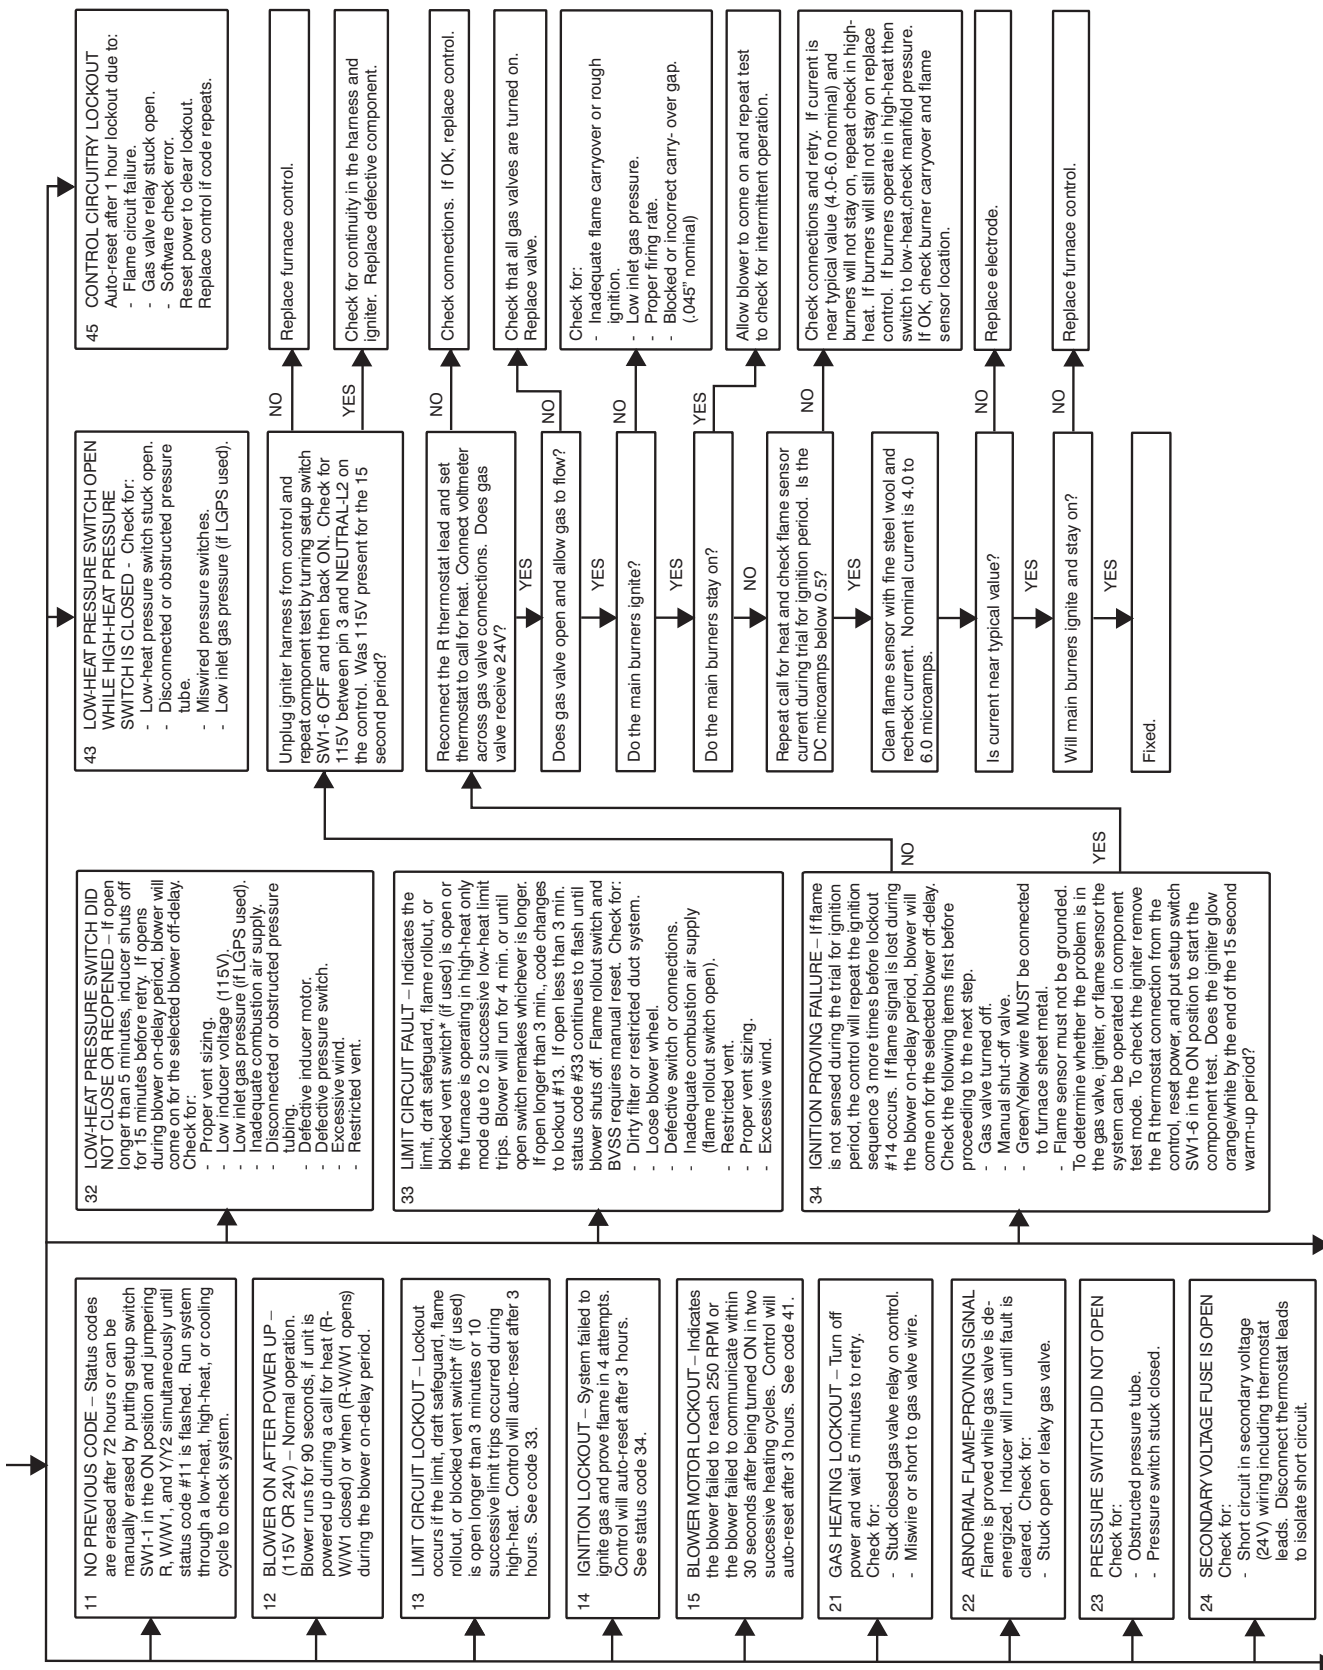 11 NO PREVIOUS CODE – Status codes
are erased after 72 hours or can be
manually erased by putting setup switch
SW1-1 in the ON position and jumpering
R, W/W1, and Y/Y2 simultaneously until
status code #11 is flashed. Run system
through a low-heat, high-heat, or cooling
cycle to check system.
12 BLOWER ON AFTER POWER UP –
(115V OR 24V) – Normal operation.
Blower runs for 90 seconds, if unit is
powered up during a call for heat (R-
W/W1 closed) or when (R-W/W1 opens)
during the blower on-delay period.
13 LIMIT CIRCUIT LOCKOUT – Lockout
occurs if the limit, draft safeguard, flame
rollout, or blocked vent switch* (if used)
is open longer than 3 minutes or 10
successive limit trips occurred during
high-heat. Control will auto-reset after 3
hours. See code 33.
14 IGNITION LOCKOUT – System failed to
ignite gas and prove flame in 4 attempts.
Control will auto-reset after 3 hours.
See status code 34.
15 BLOWER MOTOR LOCKOUT – Indicates
the blower failed to reach 250 RPM or
the blower failed to communicate within
30 seconds after being turned ON in two
successive heating cycles. Control will
auto-reset after 3 hours. See code 41.
21 GAS HEATING LOCKOUT – Turn off
power and wait 5 minutes to retry.
Check for:
- Stuck closed gas valve relay on control.
- Miswire or short to gas valve wire.
22 ABNORMAL FLAME-PROVING SIGNAL
Flame is proved while gas valve is de-
energized. Inducer will run until fault is
cleared. Check for:
- Stuck open or leaky gas valve.
23 PRESSURE SWITCH DID NOT OPEN
Check for:
- Obstructed pressure tube.
- Pressure switch stuck closed.
24 SECONDARY VOLTAGE FUSE IS OPEN
Check for:
- Short circuit in secondary voltage
(24V) wiring including thermostat
leads. Disconnect thermostat leads
to isolate short circuit.
32 LOW-HEAT PRESSURE SWITCH DID
NOT CLOSE OR REOPENED – If open
longer than 5 minutes, inducer shuts off
for 15 minutes before retry. If opens
during blower on-delay period, blower will
come on for the selected blower off-delay.
Check for:
- Proper vent sizing.
- Low inducer voltage (115V).
- Low inlet gas pressure (if LGPS used).
- Inadequate combustion air supply.
- Disconnected or obstructed pressure
tubing.
- Defective inducer motor.
- Defective pressure switch.
- Excessive wind.
- Restricted vent.
33 LIMIT CIRCUIT FAULT – Indicates the
limit, draft safeguard, flame rollout, or
blocked vent switch* (if used) is open or
the furnace is operating in high-heat only
mode due to 2 successive low-heat limit
trips. Blower will run for 4 min. or until
open switch remakes whichever is longer.
If open longer than 3 min., code changes
to lockout #13. If open less than 3 min.
status code #33 continues to flash until
blower shuts off. Flame rollout switch and
BVSS requires manual reset. Check for:
- Dirty filter or restricted duct system.
- Loose blower wheel.
- Defective switch or connections.
- Inadequate combustion air supply
(flame rollout switch open).
- Restricted vent.
- Proper vent sizing.
- Excessive wind.
34 IGNITION PROVING FAILURE – If flame
is not sensed during the trial for ignition
period, the control will repeat the ignition
sequence 3 more times before lockout
#14 occurs. If flame signal is lost during
the blower on-delay period, blower will
come on for the selected blower off-delay.
Check the following items first before
proceeding to the next step.
- Gas valve turned off.
- Manual shut-off valve.
- Green/Yellow wire MUST be connected
to furnace sheet metal.
- Flame sensor must not be grounded.
To determine whether the problem is in
the gas valve, igniter, or flame sensor the
system can be operated in component
test mode. To check the igniter remove
the R thermostat connection from the
control, reset power, and put setup switch
SW1-6 in the ON position to start the
component test. Does the igniter glow
orange/white by the end of the 15 second
warm-up period?
NO
YES
43 LOW-HEAT PRESSURE SWITCH OPEN
WHILE HIGH-HEAT PRESSURE
SWITCH IS CLOSED - Check for:
- Low-heat pressure switch stuck open.
- Disconnected or obstructed pressure
tube.
- Miswired pressure switches.
- Low inlet gas pressure (if LGPS used).
Unplug igniter harness from control and
repeat component test by turning setup switch
SW1-6 OFF and then back ON. Check for
115V between pin 3 and NEUTRAL-L2 on
the control. Was 115V present for the 15
second period?
NO
YES
Reconnect the R thermostat lead and set
thermostat to call for heat. Connect voltmeter
across gas valve connections. Does gas
valve receive 24V?
NO
YES
Does gas valve open and allow gas to flow?
NO
YES
Do the main burners ignite?
NO
YES
Do the main burners stay on?
YES
NO
Repeat call for heat and check flame sensor
current during trial for ignition period. Is the
DC microamps below 0.5?
NO
YES
Clean flame sensor with fine steel wool and
recheck current. Nominal current is 4.0 to
6.0 microamps.
Is current near typical value?
NO
YES
Will main burners ignite and stay on?
NO
YES
Fixed.
45 CONTROL CIRCUITRY LOCKOUT
Auto-reset after 1 hour lockout due to:
- Flame circuit failure.
- Gas valve relay stuck open.
- Software check error.
Reset power to clear lockout.
Replace control if code repeats.
Replace furnace control.
Check for continuity in the harness and
igniter. Replace defective component.
Check connections. If OK, replace control.
Check that all gas valves are turned on.
Replace valve.
Check for:
- Inadequate flame carryover or rough
ignition.
- Low inlet gas pressure.
- Proper firing rate.
- Blocked or incorrect carry- over gap.
(.045" nominal)
Allow blower to come on and repeat test
to check for intermittent operation.
Check connections and retry. If current is
near typical value (4.0-6.0 nominal) and
burners will not stay on, repeat check in high-
heat. If burners will still not stay on replace
control. If burners operate in high-heat then
switch to low-heat,check manifold pressure.
If OK, check burner carryover and flame
sensor location.
Replace electrode.
Replace furnace control.